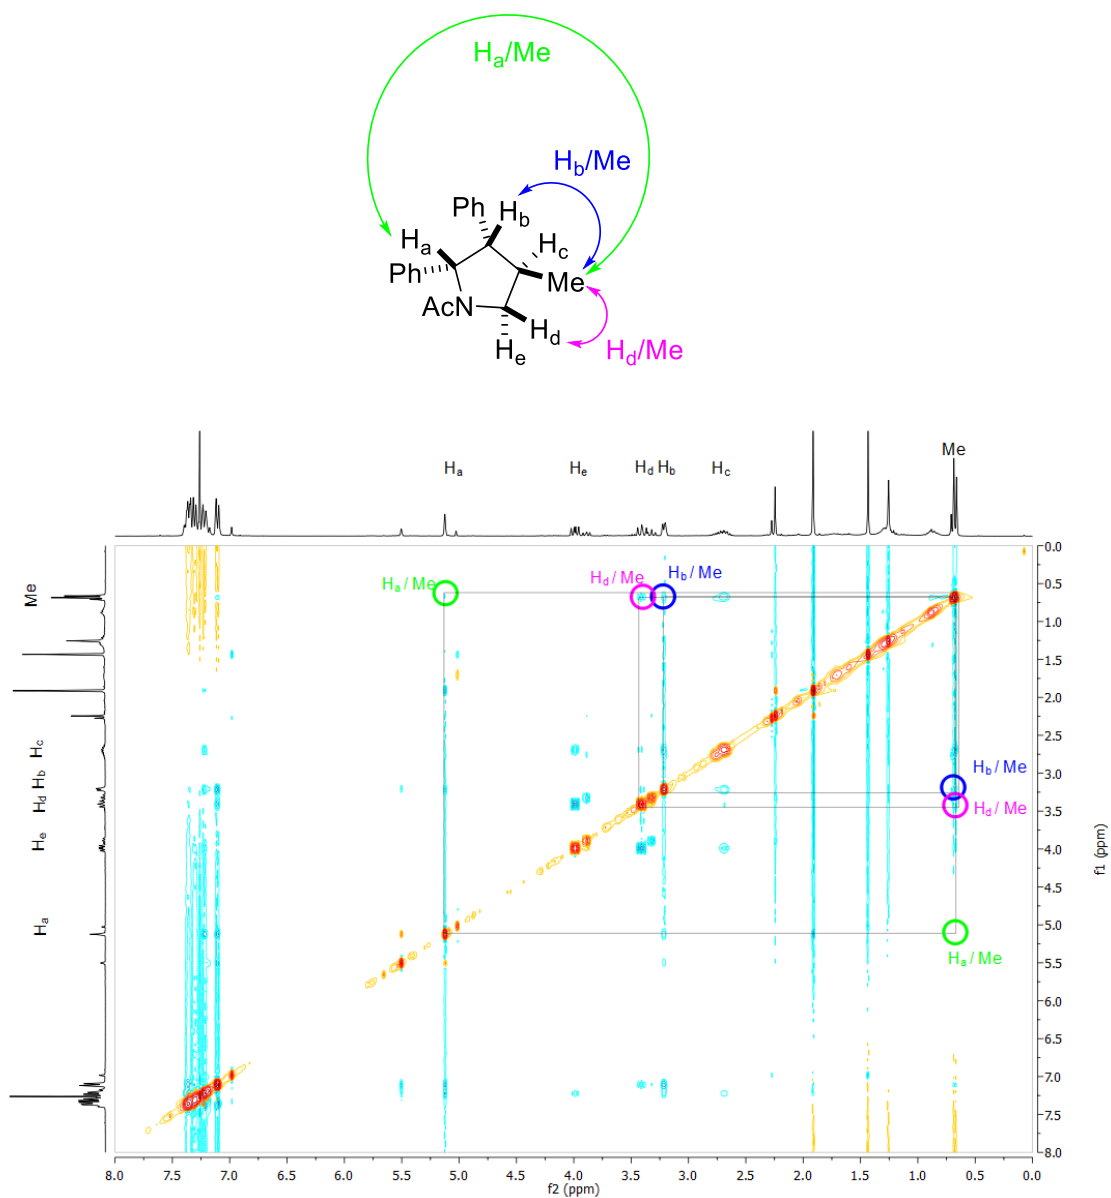 Ha/Me
Hb/Me
Ph
Hb
Ha
Hc
Ph
Me
AcN
Hd
He
Hd/Me
Ha
He
Hd Hb
Hc
Me
Ha / Me
Hd / Me
Hb / Me
Me
Hc
Hd Hb
He
Ha
Hb / Me
Hd / Me
Ha / Me
0.0
0.5
1.0
1.5
2.0
2.5
3.0
3.5
4.0
4.5
5.0
5.5
6.0
6.5
7.0
7.5
8.0
f1 (ppm)
8.0 7.5 7.0 6.5 6.0 5.5 5.0 4.5 4.0 3.5 3.0 2.5 2.0 1.5 1.0 0.5 0.0
f2 (ppm)